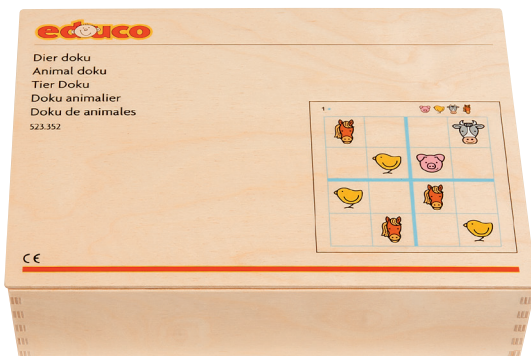 educo
Dier doku
Animal doku
Tier Doku
Doku animalier
Doku de animales
523.352
1
CE